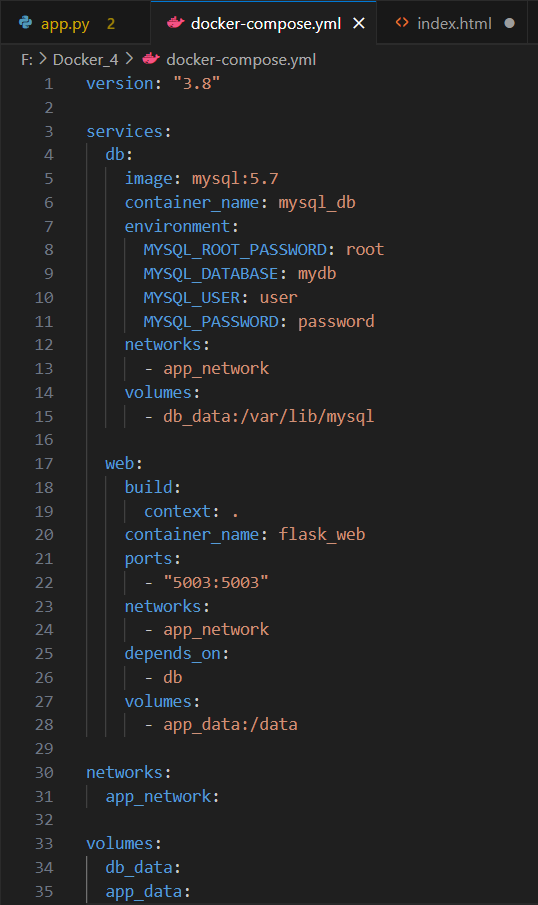 app.py 2 docker-compose.yml × index.html ●
F: > Docker_4 > docker-compose.yml
1 version: "3.8"
2
3 services:
4   db:
5     image: mysql:5.7
6     container_name: mysql_db
7     environment:
8       MYSQL_ROOT_PASSWORD: root
9       MYSQL_DATABASE: mydb
10       MYSQL_USER: user
11       MYSQL_PASSWORD: password
12     networks:
13       - app_network
14     volumes:
15       - db_data:/var/lib/mysql
16
17   web:
18     build:
19       context: .
20     container_name: flask_web
21     ports:
22       - "5003:5003"
23     networks:
24       - app_network
25     depends_on:
26       - db
27     volumes:
28       - app_data:/data
29
30 networks:
31   app_network:
32
33 volumes:
34   db_data:
35   app_data: